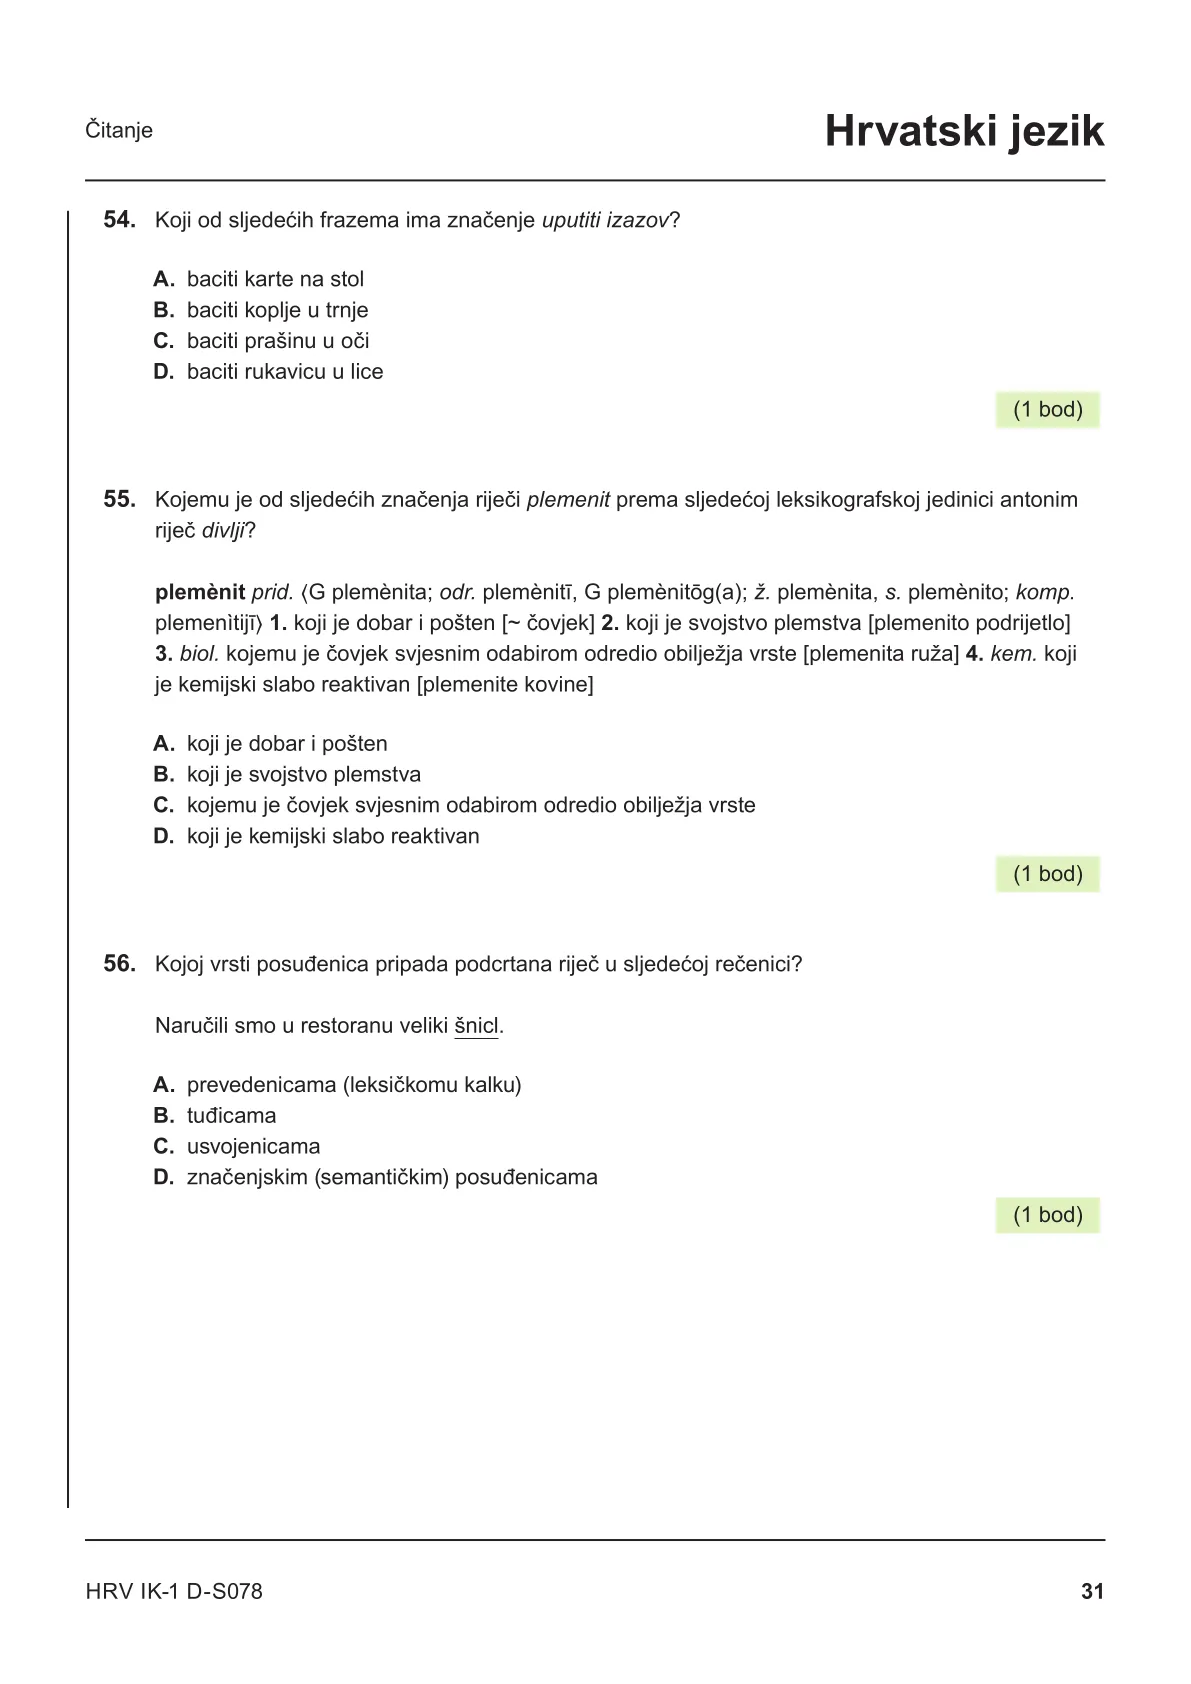 Čitanje
Hrvatski jezik
54. Koji od sljedećih frazema ima značenje uputiti izazov?
A. baciti karte na stol
B. baciti koplje u trnje
C. baciti prašinu u oči
D. baciti rukavicu u lice
(1 bod)
55. Kojemu je od sljedećih značenja riječi plemenit prema sljedećoj leksikografskoj jedinici antonim
riječ divlji?
plemènit prid. ⟨G plemènita; odr. plemènitī, G plemènitōg(a); ž. plemènita, s. plemènito; komp.
plemenìtijī⟩ 1. koji je dobar i pošten [~ čovjek] 2. koji je svojstvo plemstva [plemenito podrijetlo]
3. biol. kojemu je čovjek svjesnim odabirom odredio obilježja vrste [plemenita ruža] 4. kem. koji
je kemijski slabo reaktivan [plemenite kovine]
A. koji je dobar i pošten
B. koji je svojstvo plemstva
C. kojemu je čovjek svjesnim odabirom odredio obilježja vrste
D. koji je kemijski slabo reaktivan
(1 bod)
56. Kojoj vrsti posuđenica pripada podcrtana riječ u sljedećoj rečenici?
Naručili smo u restoranu veliki šnicl.
A. prevedenicama (leksičkomu kalku)
B. tuđicama
C. usvojenicama
D. značenjskim (semantičkim) posuđenicama
(1 bod)
HRV IK-1 D-S078
31